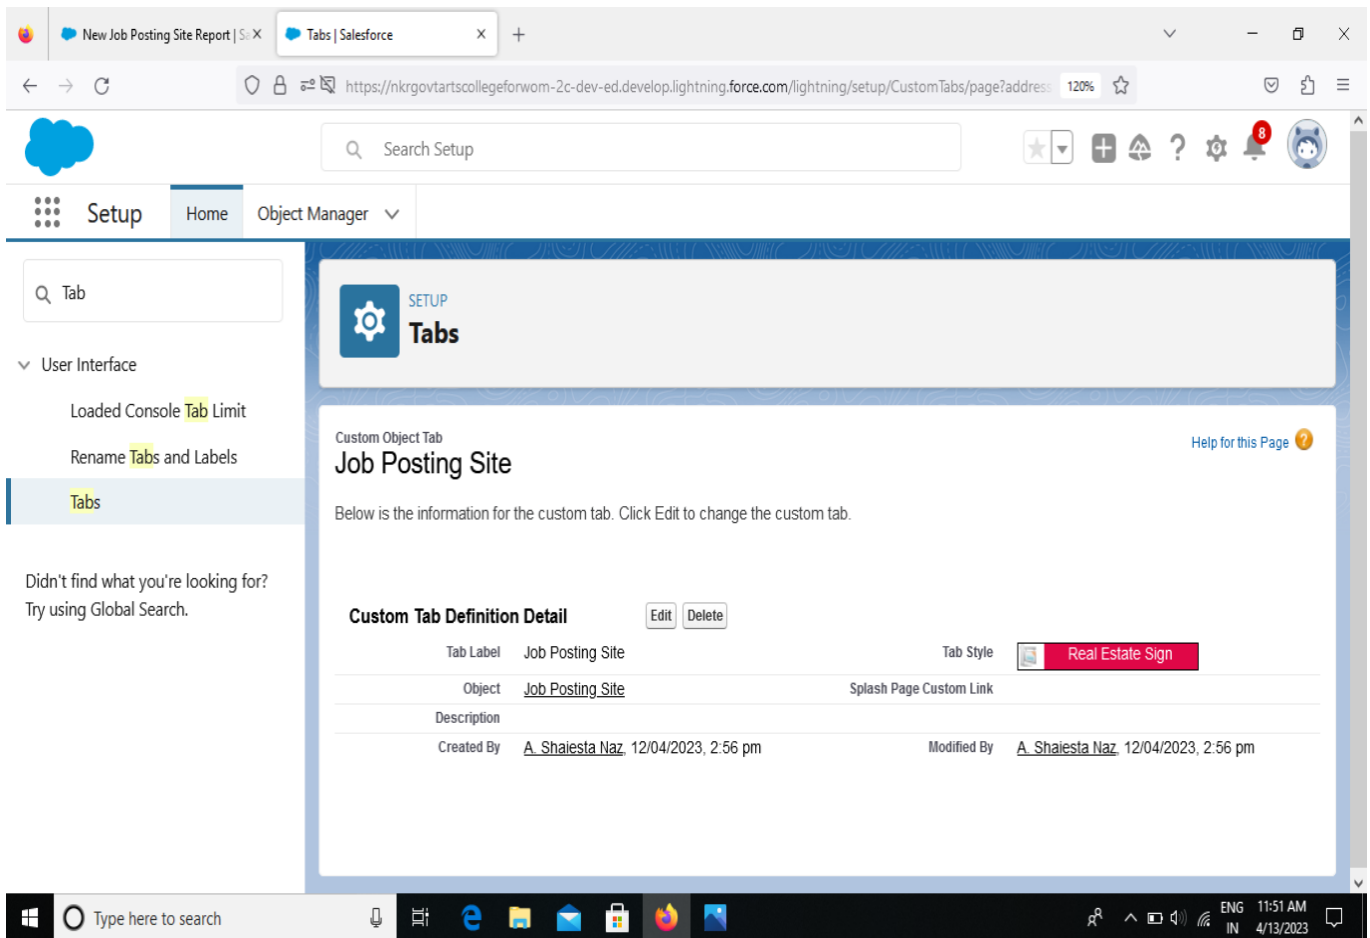 New Job Posting Site Report | Sa
Tabs | Salesforce
https://nkrgovtartscollegeforwom-2c-dev-ed.develop.lightning.force.com/lightning/setup/CustomTabs/page?address
120%
Search Setup
8
Setup
Home
Object Manager
Tab
User Interface
Loaded Console Tab Limit
Rename Tabs and Labels
Tabs
Didn't find what you're looking for?
Try using Global Search.
SETUP
Tabs
Custom Object Tab
Job Posting Site
Help for this Page
Below is the information for the custom tab. Click Edit to change the custom tab.
Custom Tab Definition Detail Edit Delete
Tab Label Job Posting Site Tab Style Real Estate Sign
Object Job Posting Site Splash Page Custom Link
Description
Created By A. Shaiesta Naz, 12/04/2023, 2:56 pm Modified By A. Shaiesta Naz, 12/04/2023, 2:56 pm
Type here to search
ENG
IN
11:51 AM
4/13/2023